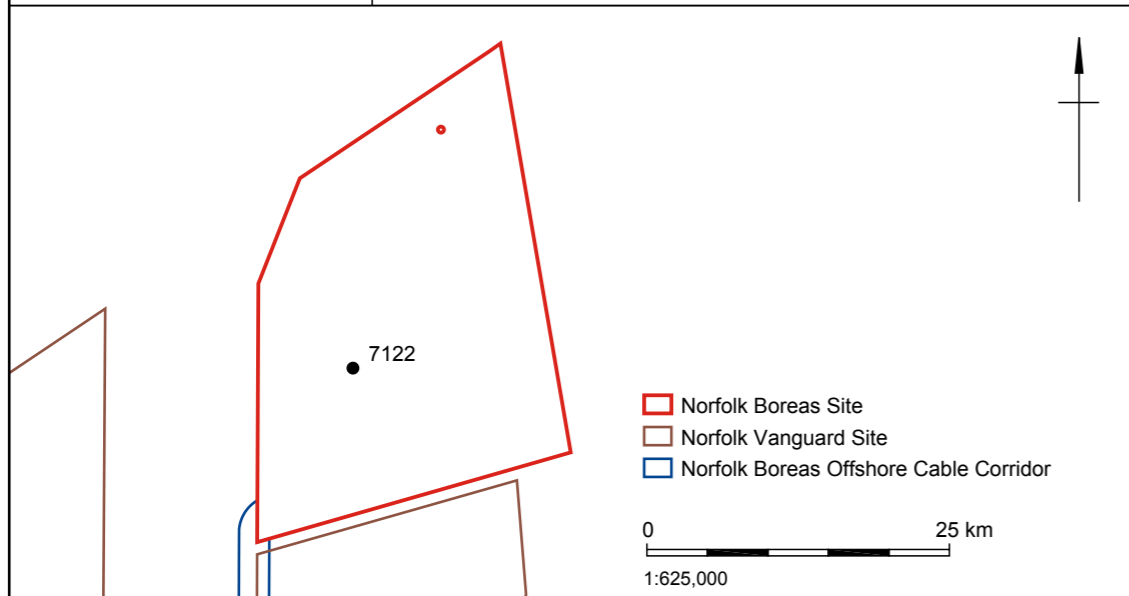 7122
Norfolk Boreas Site
Norfolk Vanguard Site
Norfolk Boreas Offshore Cable Corridor
0 25 km
1:625,000